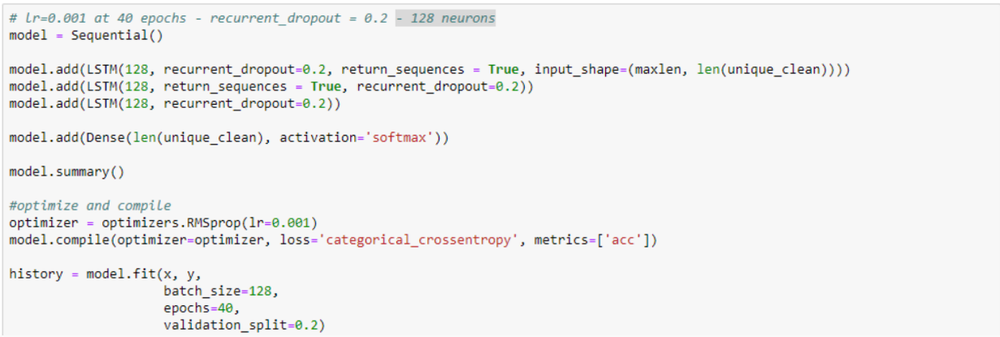 # lr=0.001 at 40 epochs - recurrent_dropout = 0.2 - 128 neurons
model = Sequential()
model.add(LSTM(128, recurrent_dropout=0.2, return_sequences = True, input_shape=(maxlen, len(unique_clean))))
model.add(LSTM(128, return_sequences = True, recurrent_dropout=0.2))
model.add(LSTM(128, recurrent_dropout=0.2))
model.add(Dense(len(unique_clean), activation='softmax'))
model.summary()
#optimize and compile
optimizer = optimizers.RMSprop(lr=0.001)
model.compile(optimizer=optimizer, loss='categorical_crossentropy', metrics=['acc'])
history = model.fit(x, y,
batch_size=128,
epochs=40,
validation_split=0.2)